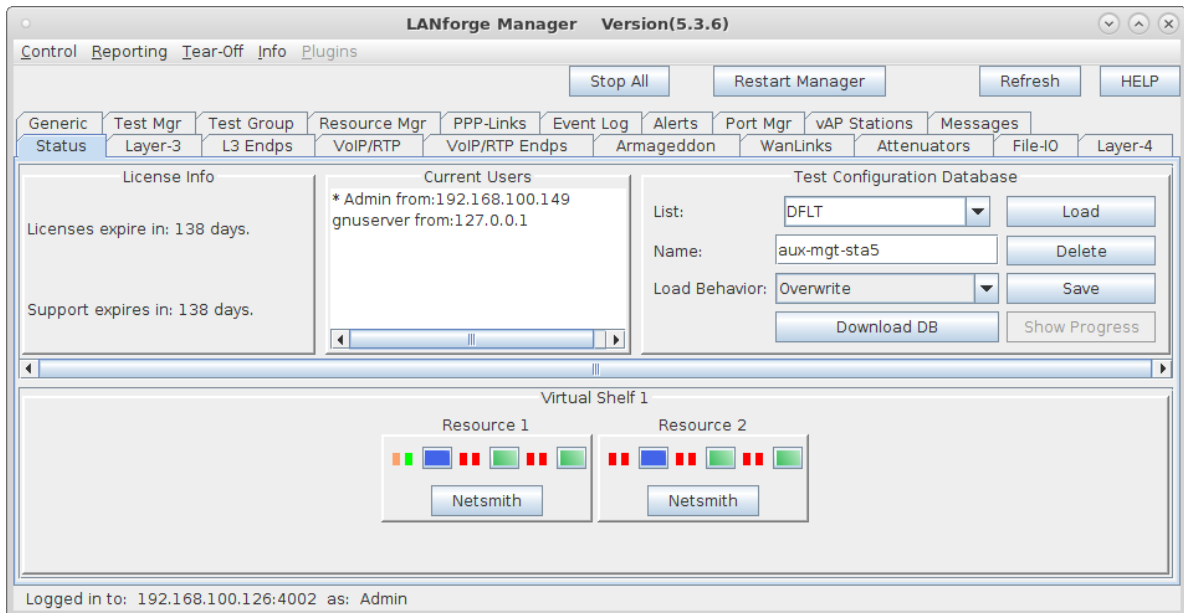 LANforge Manager Version(5.3.6)
Control Reporting Tear-Off Info Plugins
Stop All Restart Manager Refresh HELP
Generic Test Mgr Test Group Resource Mgr PPP-Links Event Log Alerts Port Mgr vAP Stations Messages
Status Layer-3 L3 Endps VoIP/RTP VoIP/RTP Endps Armageddon WanLinks Attenuators File-IO Layer-4
License Info
Licenses expire in: 138 days.
Support expires in: 138 days.
Current Users
* Admin from:192.168.100.149
gnuserver from:127.0.0.1
Test Configuration Database
List: DFLT Load
Name: aux-mgt-sta5 Delete
Load Behavior: Overwrite Save
Download DB Show Progress
Virtual Shelf 1
Resource 1 Resource 2
Netsmith Netsmith
Logged in to: 192.168.100.126:4002 as: Admin